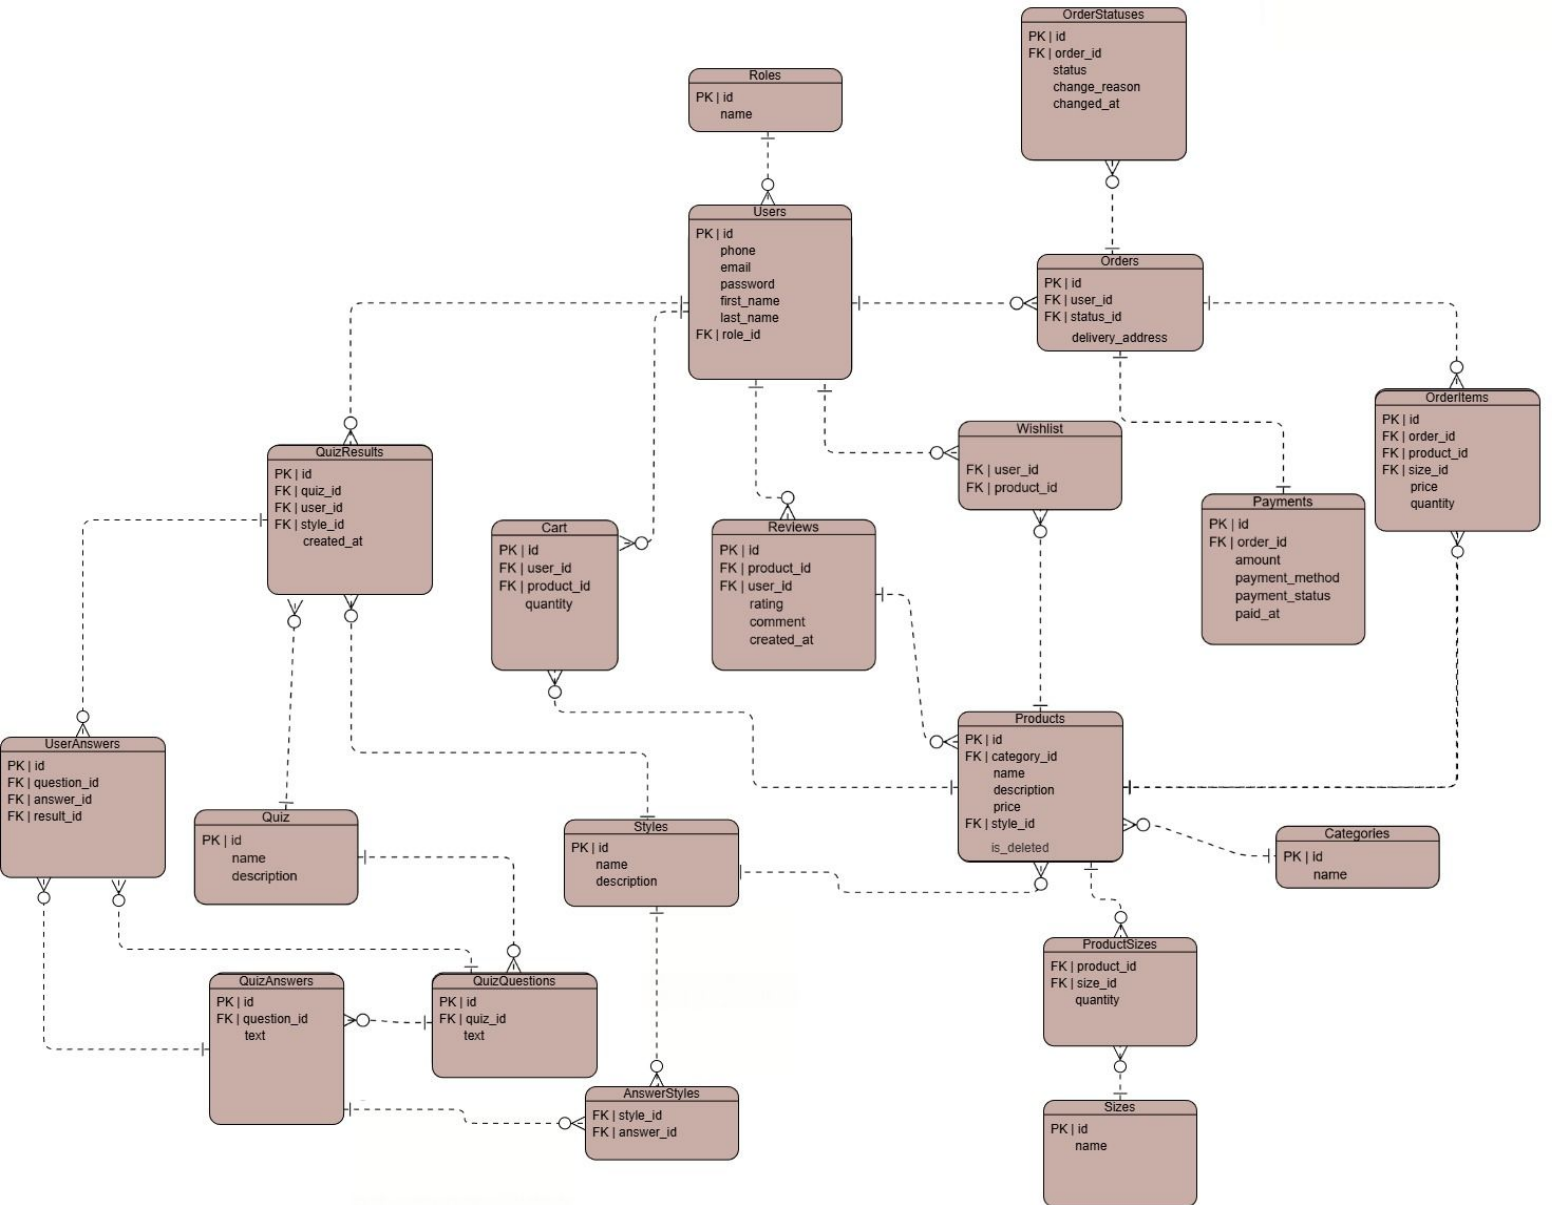 OrderStatuses
PK | id
FK | order_id
status
change_reason
changed_at
Roles
PK | id
name
Users
PK | id
phone
email
password
first_name
last_name
FK | role_id
Orders
PK | id
FK | user_id
FK | status_id
delivery_address
OrderItems
PK | id
FK | order_id
FK | product_id
FK | size_id
price
quantity
Wishlist
FK | user_id
FK | product_id
QuizResults
PK | id
FK | quiz_id
FK | user_id
FK | style_id
created_at
Cart
PK | id
FK | user_id
FK | product_id
quantity
Reviews
PK | id
FK | product_id
FK | user_id
rating
comment
created_at
Payments
PK | id
FK | order_id
amount
payment_method
payment_status
paid_at
UserAnswers
PK | id
FK | question_id
FK | answer_id
FK | result_id
Quiz
PK | id
name
description
Styles
PK | id
name
description
Products
PK | id
FK | category_id
name
description
price
FK | style_id
is_deleted
Categories
PK | id
name
QuizAnswers
PK | id
FK | question_id
text
QuizQuestions
PK | id
FK | quiz_id
text
ProductSizes
FK | product_id
FK | size_id
quantity
AnswerStyles
FK | style_id
FK | answer_id
Sizes
PK | id
name